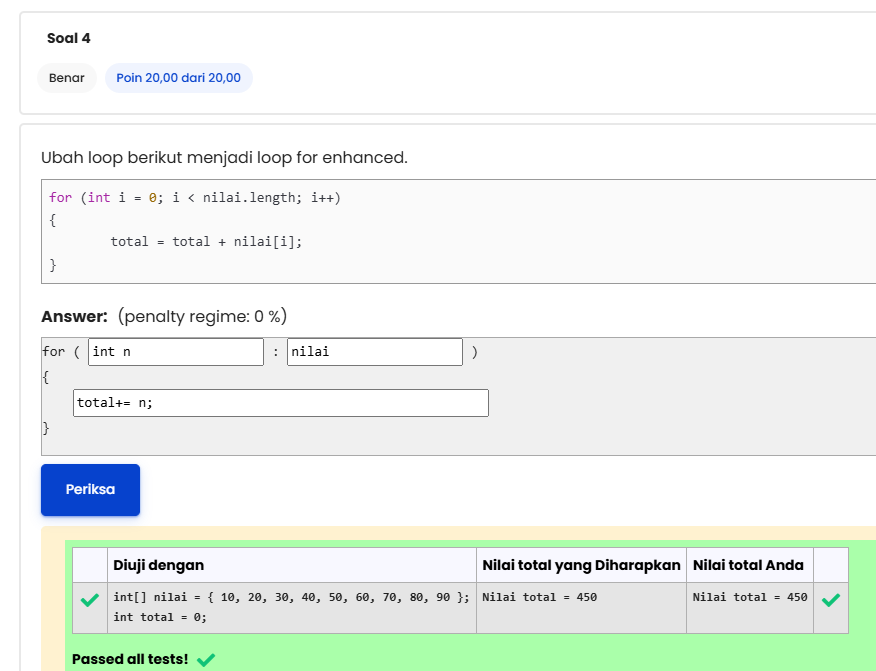 Soal 4
Benar Poin 20,00 dari 20,00
Ubah loop berikut menjadi loop for enhanced.
for (int i = 0; i < nilai.length; i++)
{
        total = total + nilai[i];
}
Answer: (penalty regime: 0 %)
for ( int n : nilai )
{
    total+= n;
}
Periksa
Diuji dengan Nilai total yang Diharapkan Nilai total Anda
int[] nilai = { 10, 20, 30, 40, 50, 60, 70, 80, 90 }; Nilai total = 450 Nilai total = 450
int total = 0;
Passed all tests!